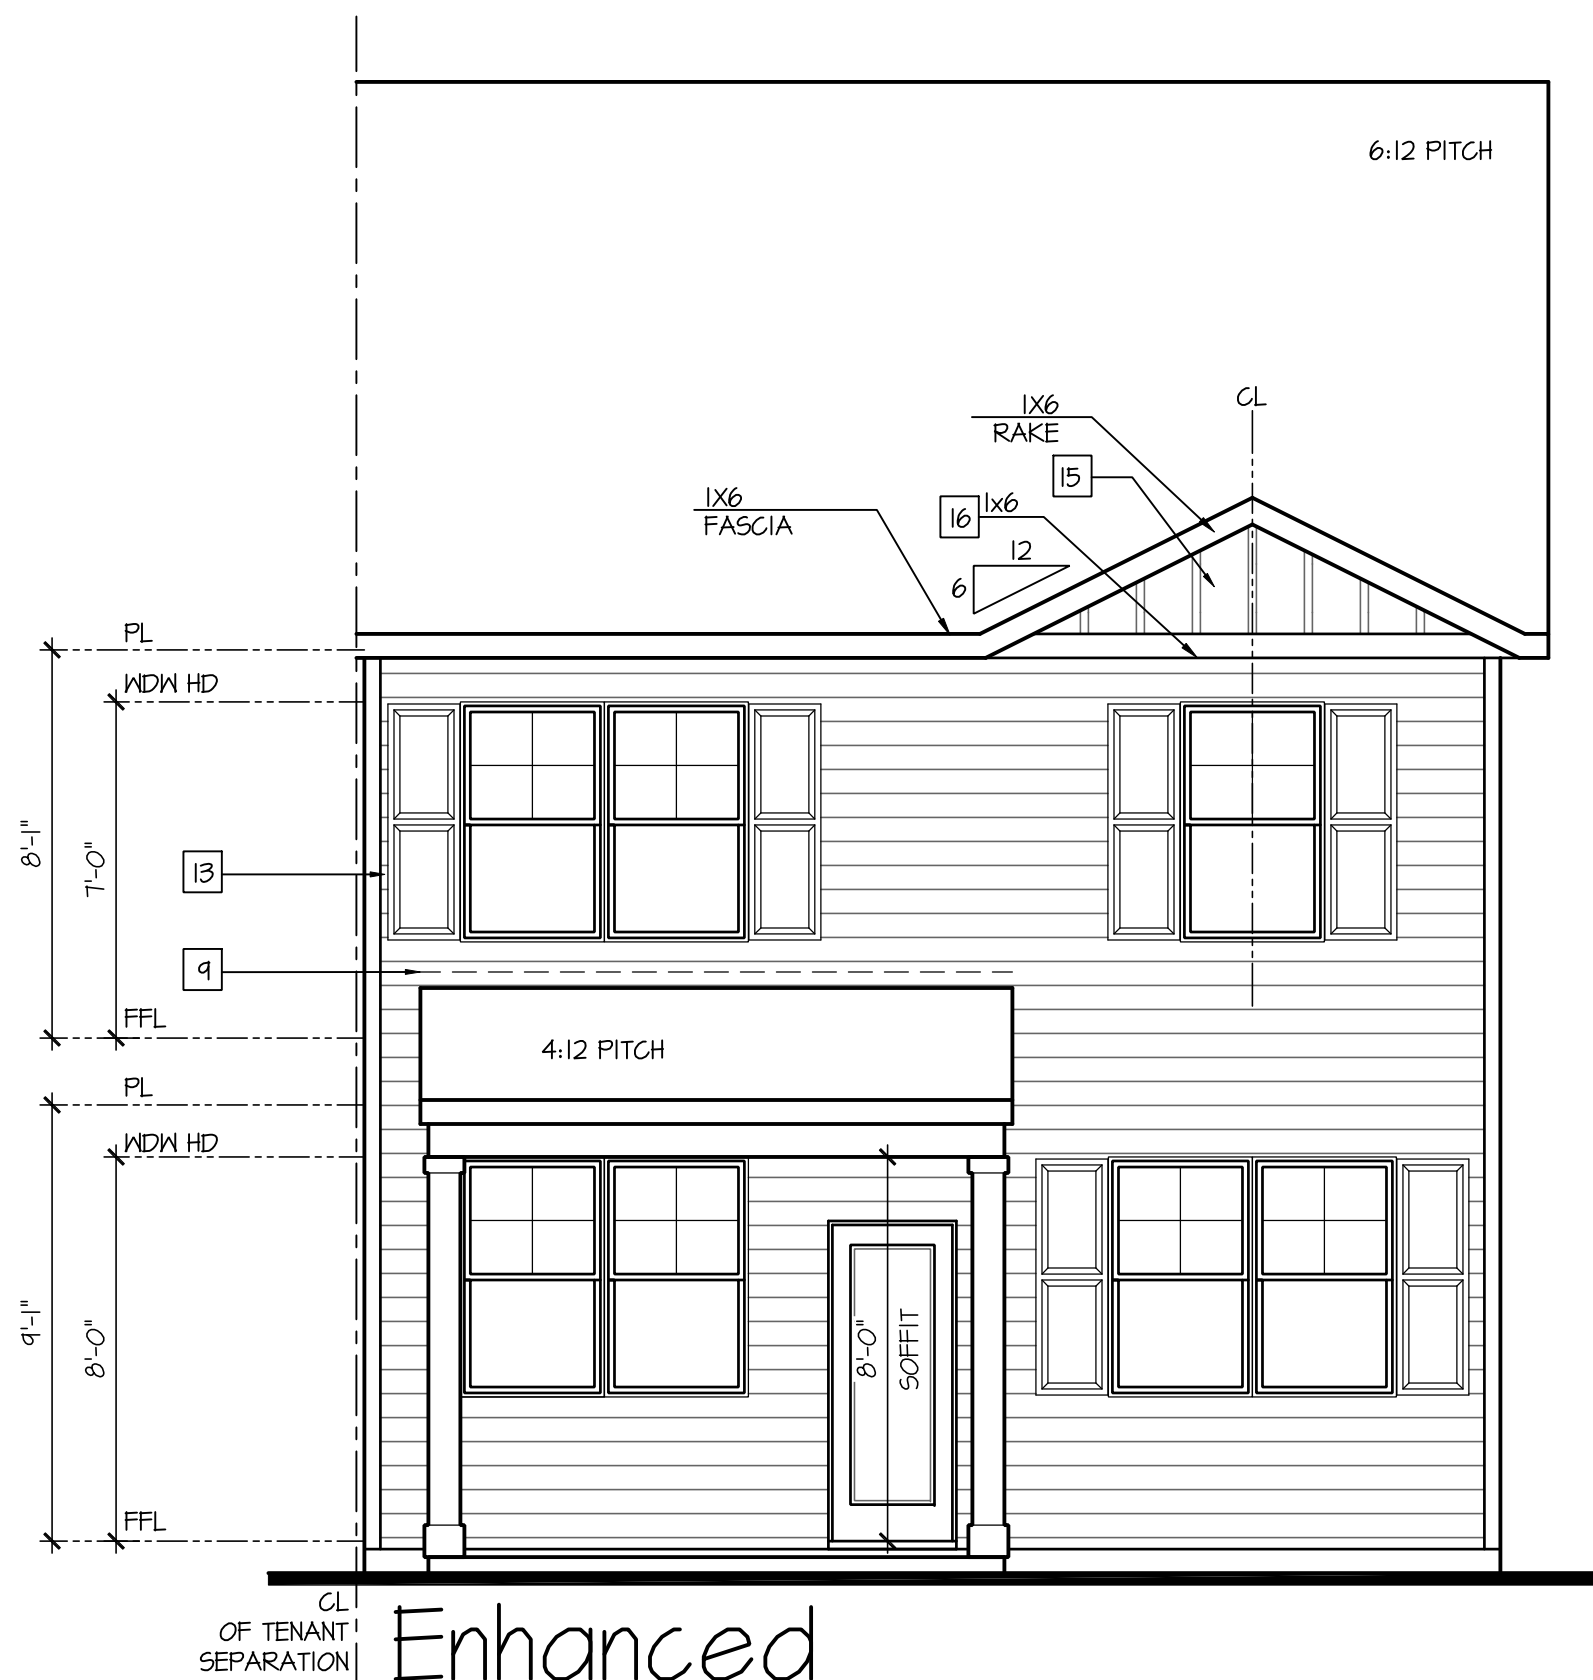 6:12 PITCH
CL
1X6
RAKE
15
1X6
FASCIA
16
1x6
12
6
PL
WDW HD
8'-1"
7'-0"
13
9
FFL
4:12 PITCH
PL
WDW HD
9'-1"
8'-0"
8'-0"
SOFFIT
FFL
CL
OF TENANT
SEPARATION
Enhanced